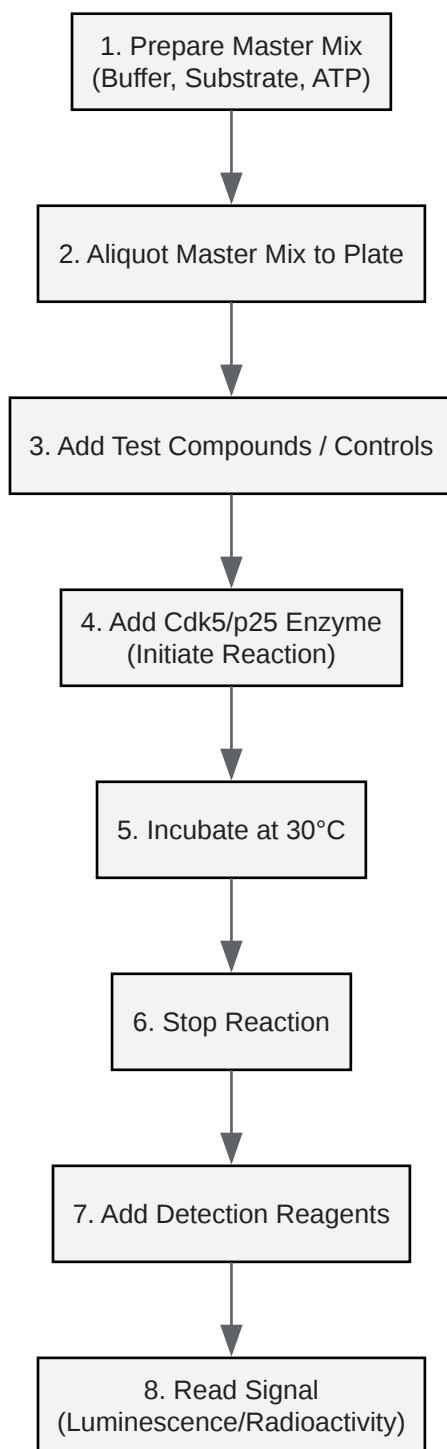 1. Prepare Master Mix
(Buffer, Substrate, ATP)
2. Aliquot Master Mix to Plate
3. Add Test Compounds / Controls
4. Add Cdk5/p25 Enzyme
(Initiate Reaction)
5. Incubate at 30°C
6. Stop Reaction
7. Add Detection Reagents
8. Read Signal
(Luminescence/Radioactivity)